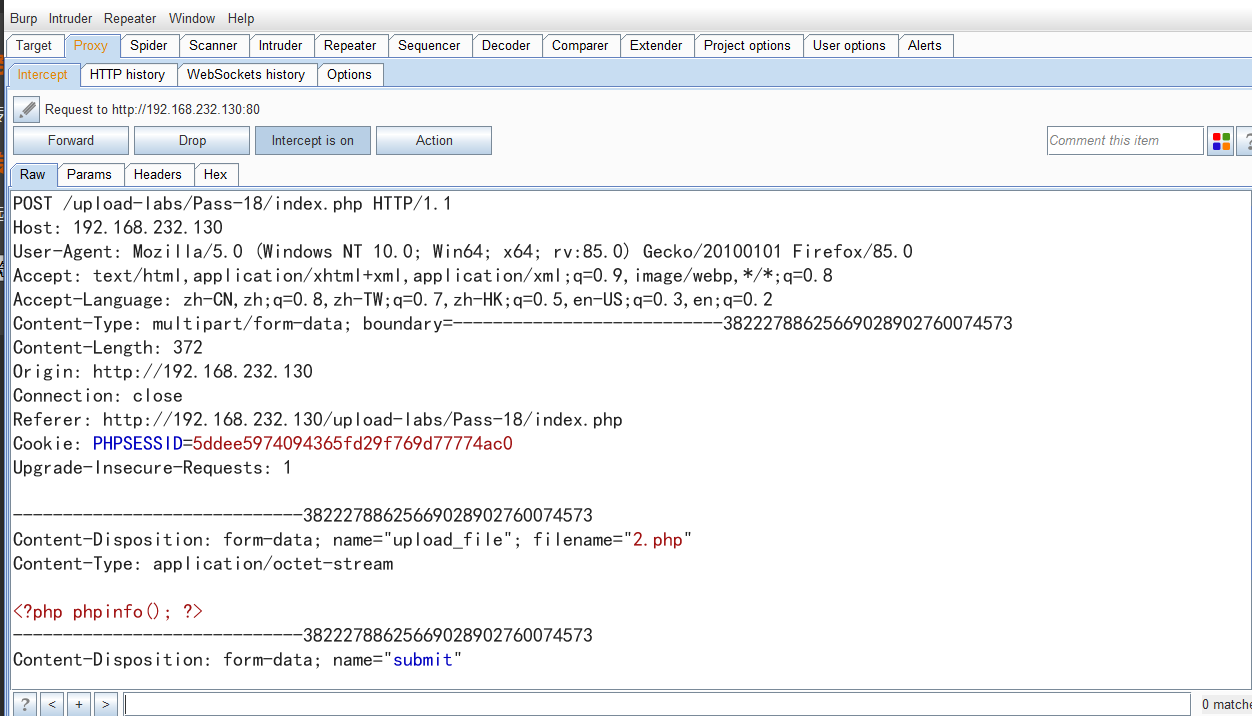 Burp Intruder Repeater Window Help
Target Proxy Spider Scanner Intruder Repeater Sequencer Decoder Comparer Extender Project options User options Alerts
Intercept HTTP history WebSockets history Options
Request to http://192.168.232.130:80
Forward Drop Intercept is on Action Comment this item ?
Raw Params Headers Hex
POST /upload-labs/Pass-18/index.php HTTP/1.1
Host: 192.168.232.130
User-Agent: Mozilla/5.0 (Windows NT 10.0; Win64; x64; rv:85.0) Gecko/20100101 Firefox/85.0
Accept: text/html,application/xhtml+xml,application/xml;q=0.9,image/webp,*/*;q=0.8
Accept-Language: zh-CN,zh;q=0.8,zh-TW;q=0.7,zh-HK;q=0.5,en-US;q=0.3,en;q=0.2
Content-Type: multipart/form-data; boundary=---------------------------38222788625669028902760074573
Content-Length: 372
Origin: http://192.168.232.130
Connection: close
Referer: http://192.168.232.130/upload-labs/Pass-18/index.php
Cookie: PHPSESSID=5ddee5974094365fd29f769d77774ac0
Upgrade-Insecure-Requests: 1
-----------------------------38222788625669028902760074573
Content-Disposition: form-data; name="upload_file"; filename="2.php"
Content-Type: application/octet-stream
<?php phpinfo(); ?>
-----------------------------38222788625669028902760074573
Content-Disposition: form-data; name="submit"
? < + > 0 matche